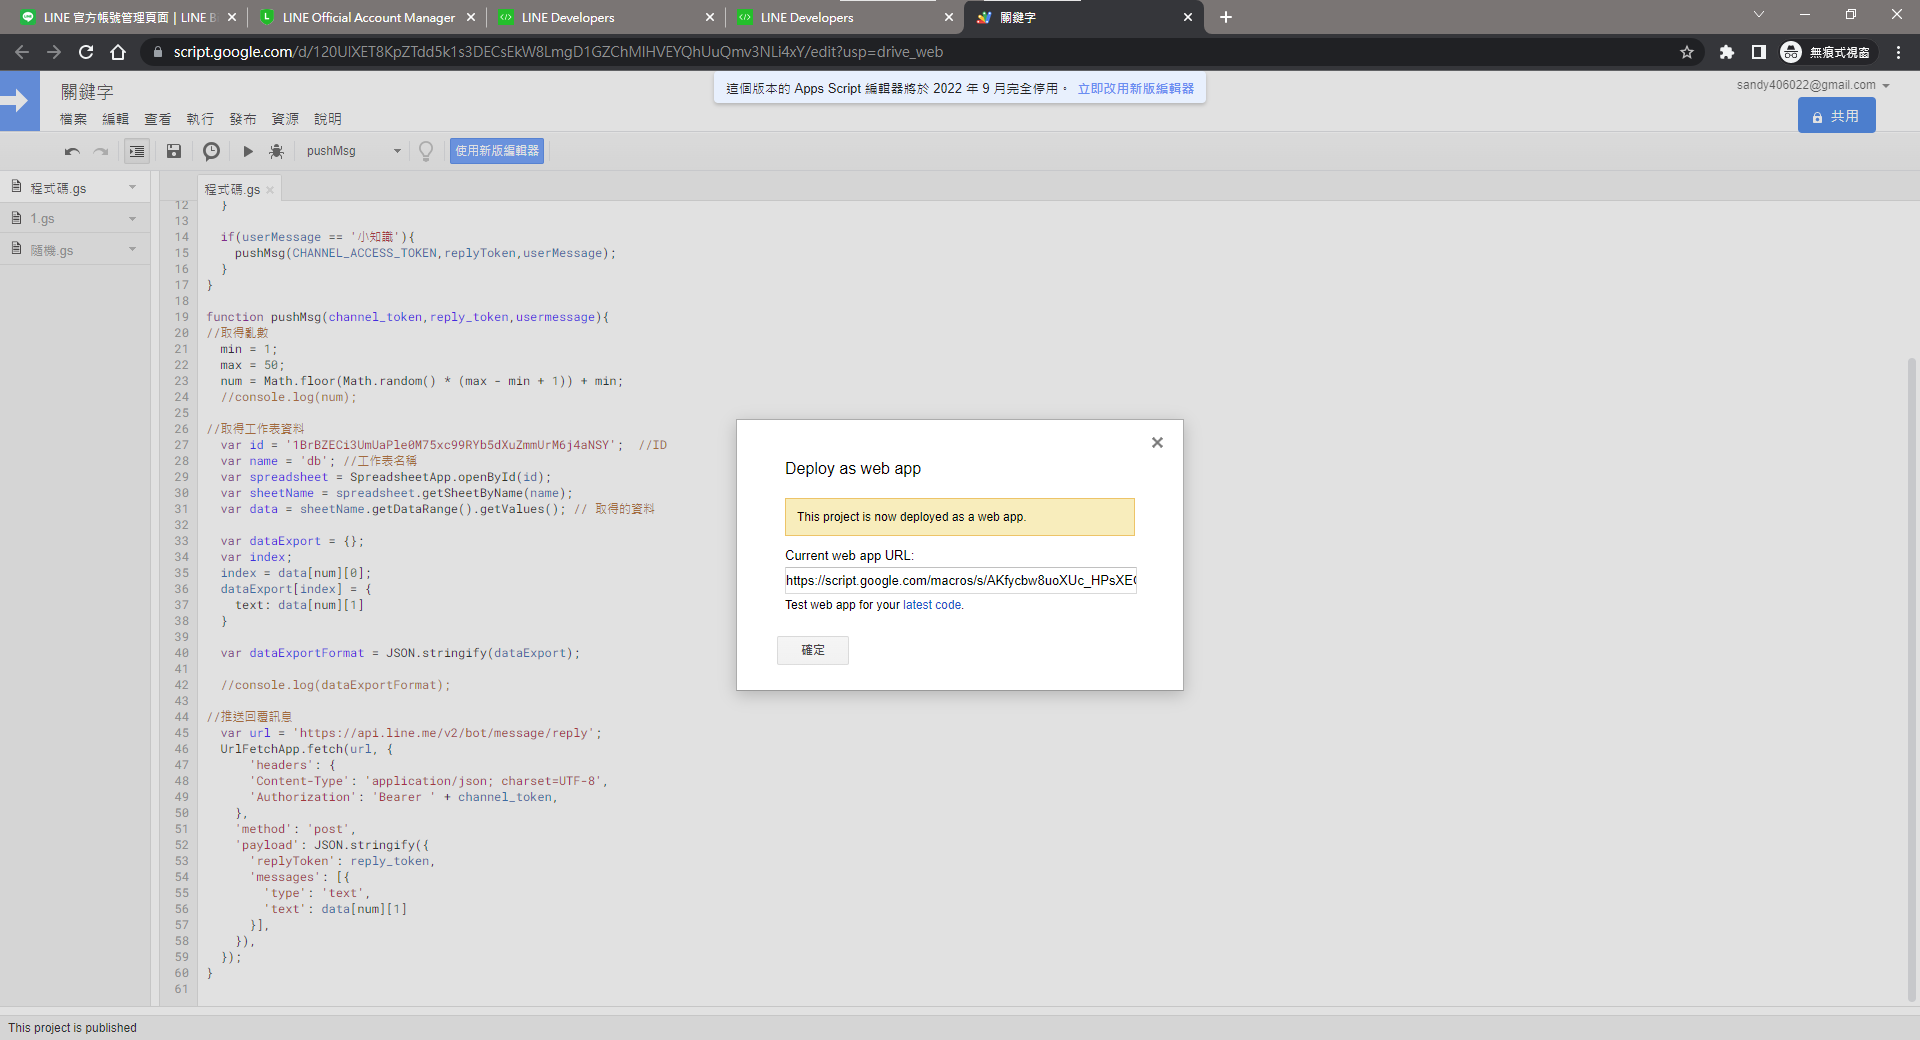 LINE 官方帳號管理頁面 | LINE B
LINE Official Account Manager
LINE Developers
LINE Developers
關鍵字
script.google.com/d/120UIXET8KpZTdd5k1s3DECsEkW8LmgD1GZChMIHVEYQhUuQmv3NLi4xY/edit?usp=drive_web
無痕式視窗
關鍵字
這個版本的 Apps Script 編輯器將於 2022 年 9 月完全停用。 立即改用新版編輯器
sandy406022@gmail.com
檔案 編輯 查看 執行 發布 資源 說明
共用
pushMsg
使用新版編輯器
程式碼.gs
1.gs
隨機.gs
程式碼.gs
12 }
13
14 if(userMessage == '小知識'){
15 pushMsg(CHANNEL_ACCESS_TOKEN,replyToken,userMessage);
16 }
17 }
18
19 function pushMsg(channel_token,reply_token,usermessage){
20 //取得亂數
21 min = 1;
22 max = 50;
23 num = Math.floor(Math.random() * (max - min + 1)) + min;
24 //console.log(num);
25
26 //取得工作表資料
27 var id = '1BrBZECi3UmUaPle0M75xc99RYb5dXuZmmUrM6j4aNSY'; //ID
28 var name = 'db'; //工作表名稱
29 var spreadsheet = SpreadsheetApp.openById(id);
30 var sheetName = spreadsheet.getSheetByName(name);
31 var data = sheetName.getDataRange().getValues(); // 取得的資料
32
33 var dataExport = {};
34 var index;
35 index = data[num][0];
36 dataExport[index] = {
37 text: data[num][1]
38 }
39
40 var dataExportFormat = JSON.stringify(dataExport);
41
42 //console.log(dataExportFormat);
43
44 //推送回覆訊息
45 var url = 'https://api.line.me/v2/bot/message/reply';
46 UrlFetchApp.fetch(url, {
47 'headers': {
48 'Content-Type': 'application/json; charset=UTF-8',
49 'Authorization': 'Bearer ' + channel_token,
50 },
51 'method': 'post',
52 'payload': JSON.stringify({
53 'replyToken': reply_token,
54 'messages': [{
55 'type': 'text',
56 'text': data[num][1]
57 }],
58 }),
59 });
60 }
61
Deploy as web app
This project is now deployed as a web app.
Current web app URL:
https://script.google.com/macros/s/AKfycbw8uoXUc_HPsXE
Test web app for your latest code.
確定
This project is published